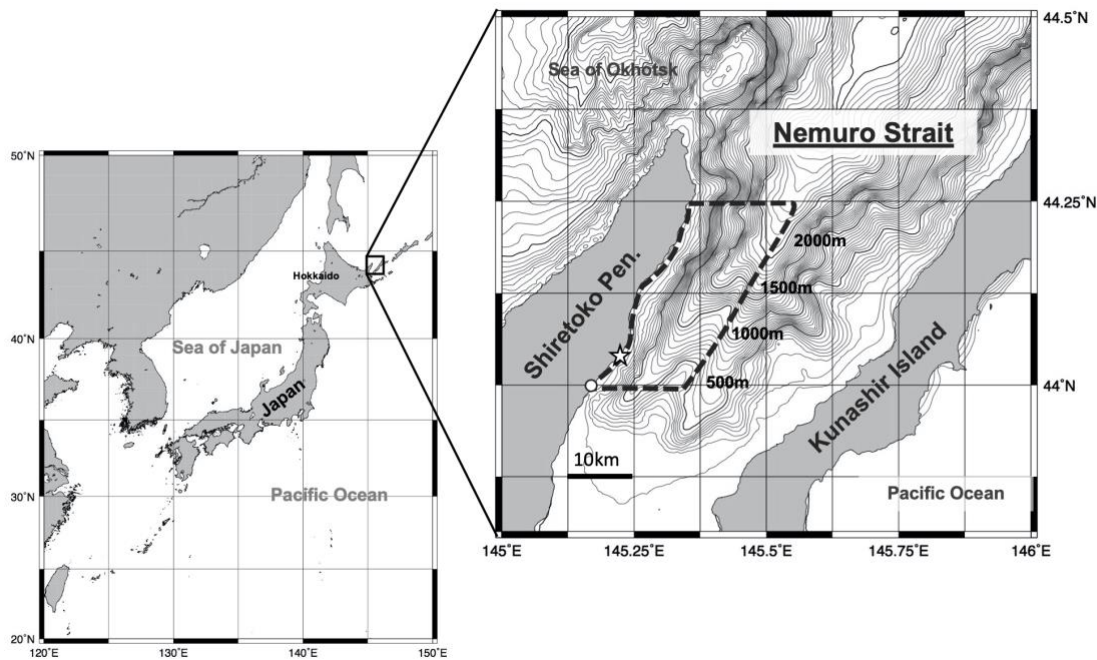 50˚N
40˚N
30˚N
20˚N
120˚E
130˚E
140˚E
150˚E
Hokkaido
Sea of Japan
Japan
Pacific Ocean
Sea of Okhotsk
Nemuro Strait
44.5˚N
44.25˚N
44˚N
2000m
1500m
1000m
500m
Shiretoko Pen.
Kunashir Island
10km
Pacific Ocean
145˚E
145.25˚E
145.5˚E
145.75˚E
146˚E